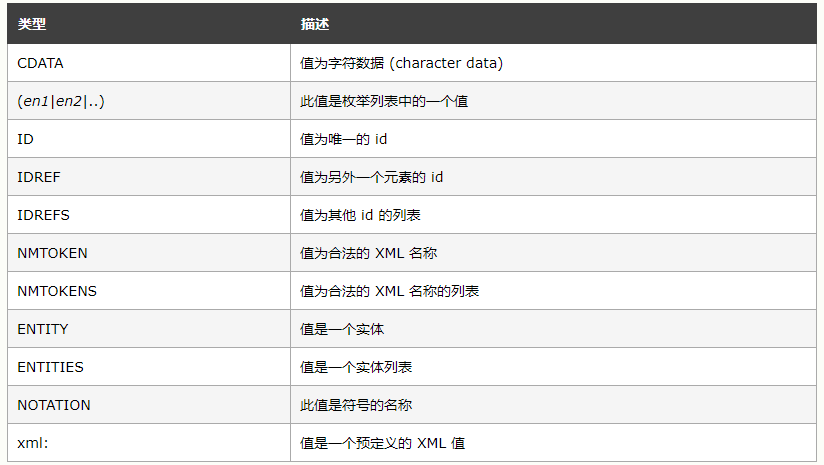 类型 描述
CDATA 值为字符数据 (character data)
(en1|en2|..) 此值是枚举列表中的一个值
ID 值为唯一的 id
IDREF 值为另外一个元素的 id
IDREFS 值为其他 id 的列表
NMTOKEN 值为合法的 XML 名称
NMTOKENS 值为合法的 XML 名称的列表
ENTITY 值是一个实体
ENTITIES 值是一个实体列表
NOTATION 此值是符号的名称
xml: 值是一个预定义的 XML 值